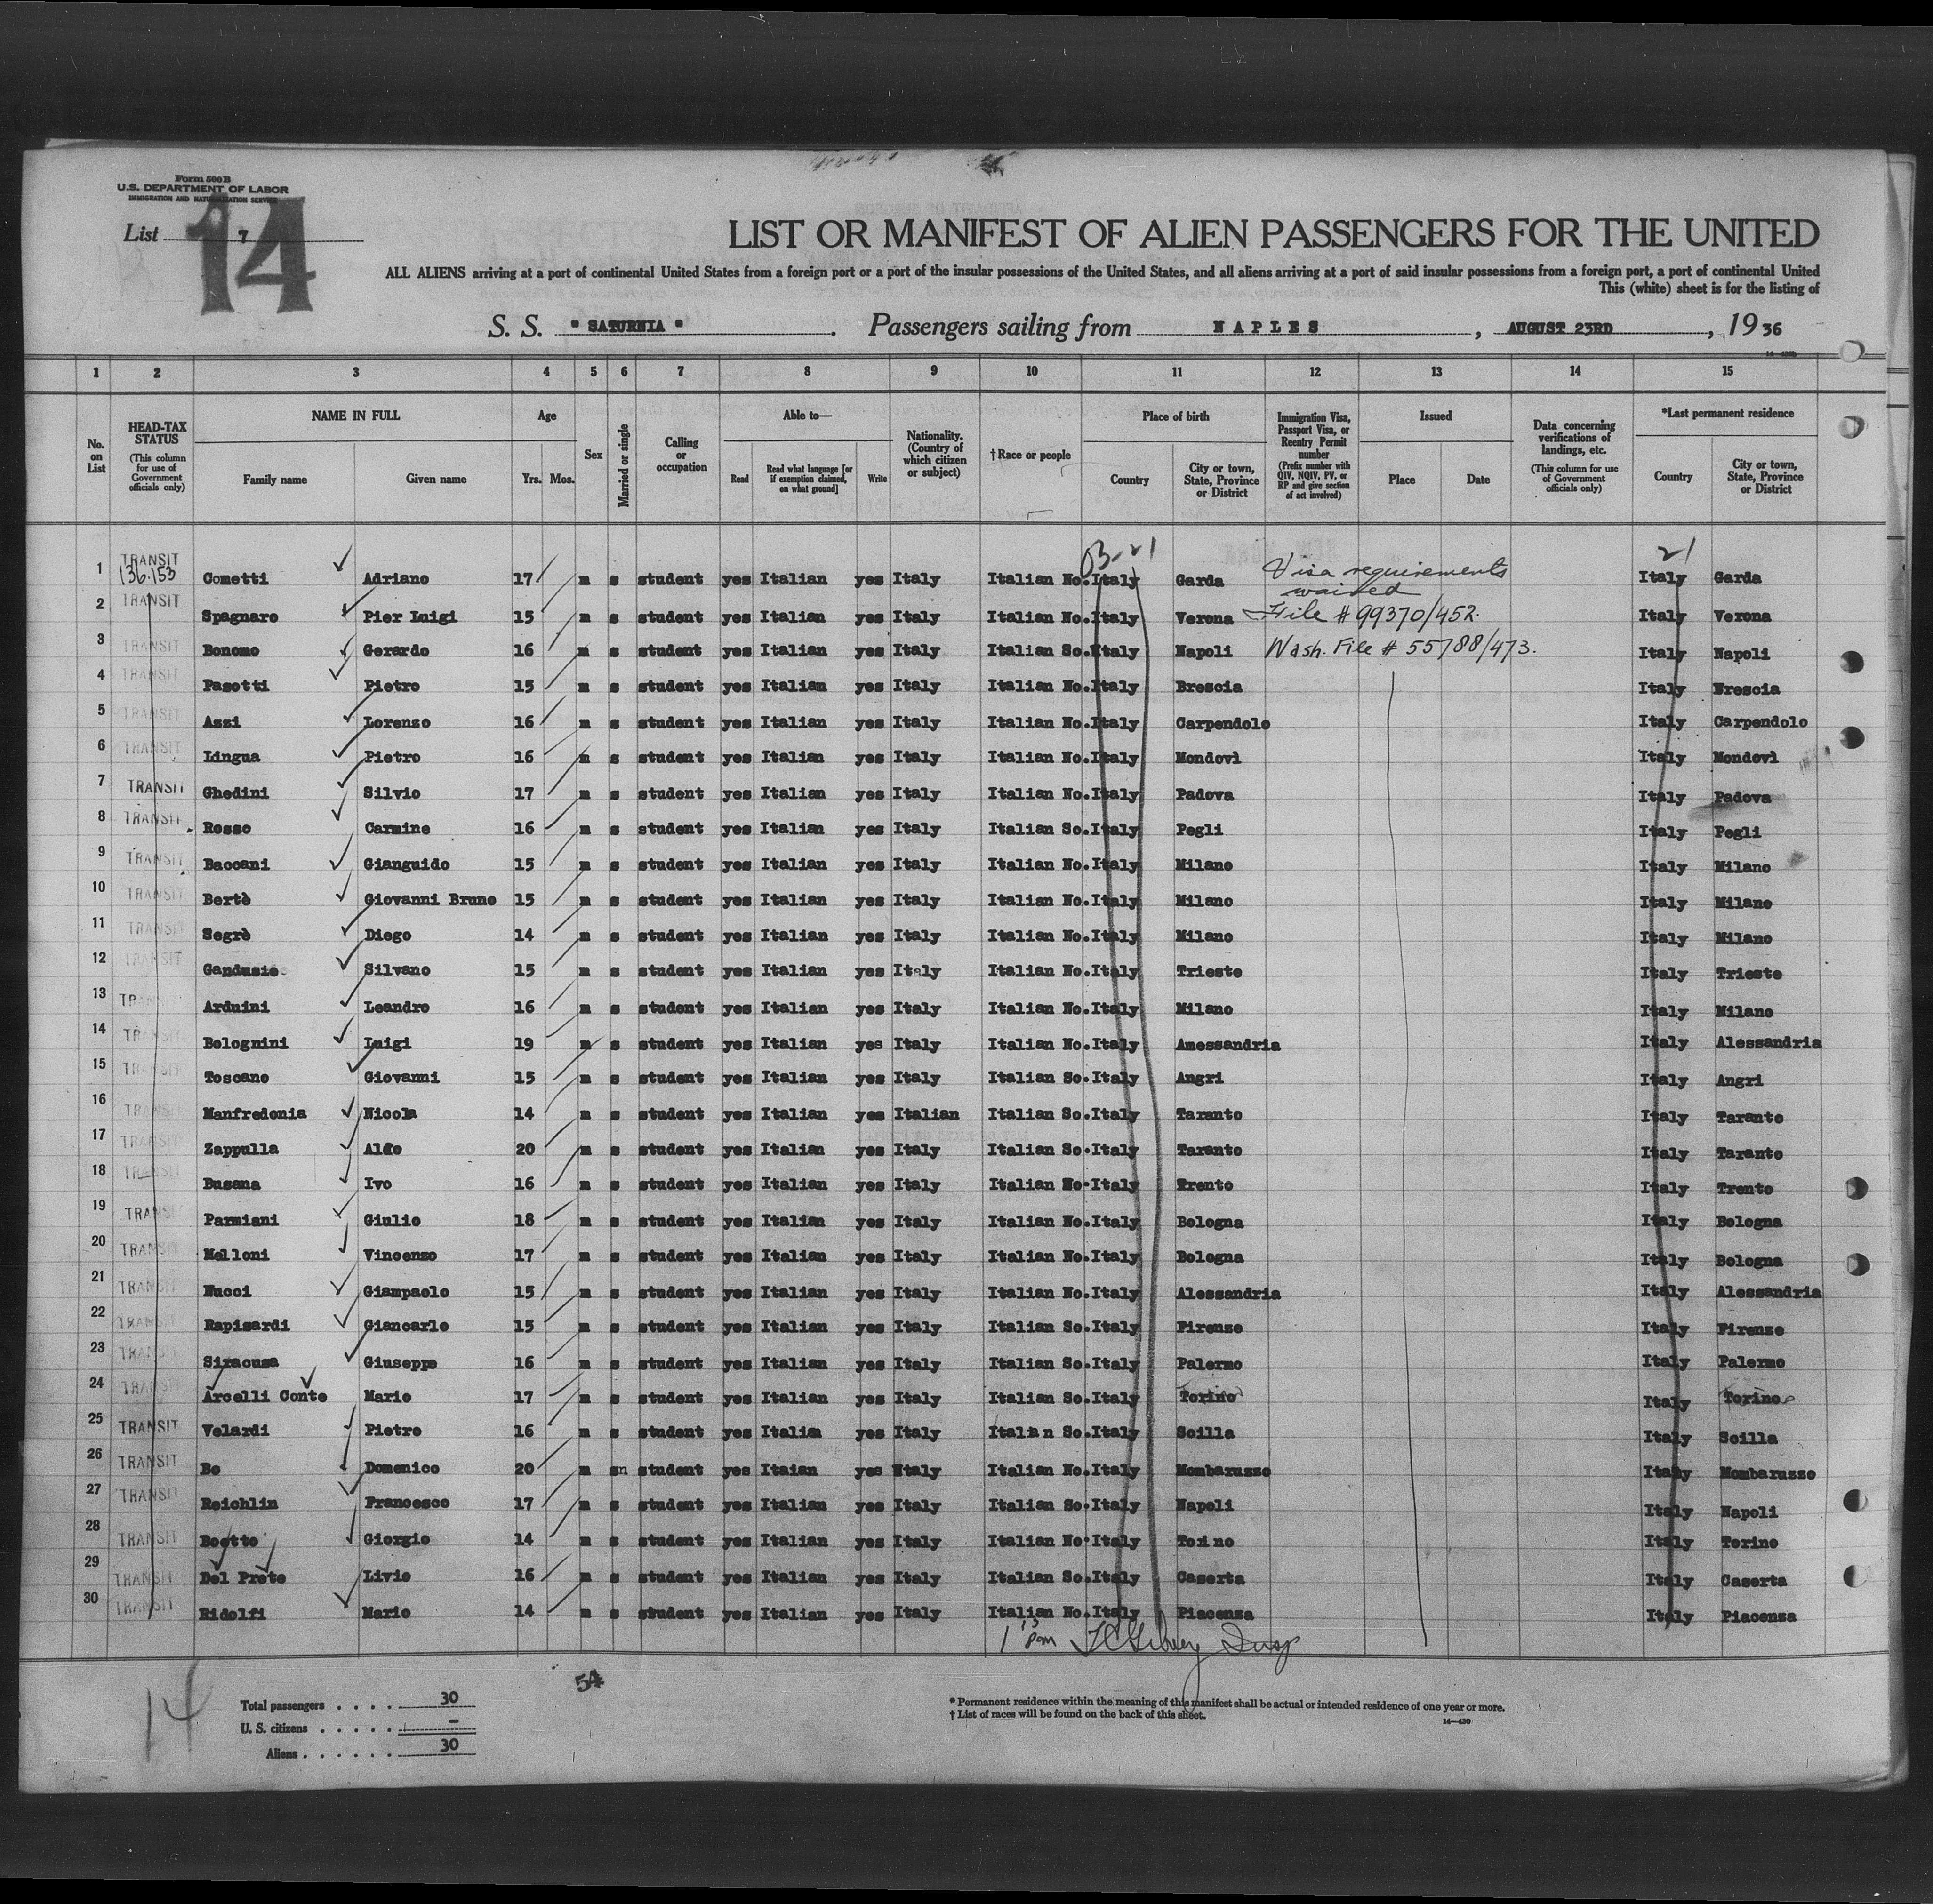 Form 500 B
U.S. DEPARTMENT OF LABOR
IMMIGRATION AND NATURALIZATION SERVICE
List 7
14
LIST OR MANIFEST OF ALIEN PASSENGERS FOR THE UNITED
ALL ALIENS arriving at a port of continental United States from a foreign port or a port of the insular possessions of the United States, and all aliens arriving at a port of said insular possessions from a foreign port, a port of continental United
This (white) sheet is for the listing of
S. S. " SATURNIA " . Passengers sailing from NAPLES , AUGUST 23RD , 1936
1 2 3 4 5 6 7 8 9 10 11 12 13 14 15
No. on List
HEAD-TAX STATUS (This column for use of Government officials only)
NAME IN FULL Family name Given name
Age Yrs. Mos.
Sex
Married or single
Calling or occupation
Able to— Read Read what language [or if exemption claimed, on what ground] Write
Nationality. (Country of which citizen or subject)
†Race or people
Place of birth Country City or town, State, Province or District
Immigration Visa, Passport Visa, or Reentry Permit number (Prefix number with QIV, NQIV, PV, or RP and give section of act involved)
Issued Place Date
Data concerning verifications of landings, etc. (This column for use of Government officials only)
*Last permanent residence Country City or town, State, Province or District
03-21 21
1 TRANSIT 136.153 Cometti Adriano 17 m s student yes Italian yes Italy Italian No. Italy Garda Visa requirements waived Italy Garda
2 TRANSIT Spagnaro Pier Luigi 15 m s student yes Italian yes Italy Italian No. Italy Verona File # 99370/452. Italy Verona
3 TRANSIT Bonomo Gerardo 16 m s student yes Italian yes Italy Italian So. Italy Napoli Wash. File # 55788/473. Italy Napoli
4 TRANSIT Pasotti Pietro 15 m s student yes Italian yes Italy Italian No. Italy Brescia Italy Brescia
5 TRANSIT Azzi Lorenzo 16 m s student yes Italian yes Italy Italian No. Italy Carpendolo Italy Carpendolo
6 TRANSIT Lingua Pietro 16 m s student yes Italian yes Italy Italian No. Italy Mondovì Italy Mondovì
7 TRANSIT Ghedini Silvio 17 m s student yes Italian yes Italy Italian No. Italy Padova Italy Padova
8 TRANSIT Rosso Carmine 16 m s student yes Italian yes Italy Italian So. Italy Pegli Italy Pegli
9 TRANSIT Baccani Gianguido 15 m s student yes Italian yes Italy Italian No. Italy Milano Italy Milano
10 TRANSIT Bertè Giovanni Bruno 15 m s student yes Italian yes Italy Italian No. Italy Milano Italy Milano
11 TRANSIT Segrè Diego 14 m s student yes Italian yes Italy Italian No. Italy Milano Italy Milano
12 TRANSIT Silvano 15 m s student yes Italian yes Italy Italian No. Italy Trieste Italy Trieste
13 TRANSIT Arduini Leandro 16 m s student yes Italian yes Italy Italian No. Italy Milano Italy Milano
14 TRANSIT Bolognini Luigi 19 m s student yes Italian yes Italy Italian No. Italy Amessandria Italy Alessandria
15 TRANSIT Toscano Giovanni 15 m s student yes Italian yes Italy Italian So. Italy Angri Italy Angri
16 TRANSIT Manfredonia Nicola 14 m s student yes Italian yes Italian Italian So. Italy Taranto Italy Taranto
17 TRANSIT Zappulla Aldo 20 m s student yes Italian yes Italy Italian So. Italy Taranto Italy Taranto
18 TRANSIT Busana Ivo 16 m s student yes Italian yes Italy Italian No. Italy Trento Italy Trento
19 TRANSIT Parmiani Giulio 18 m s student yes Italian yes Italy Italian No. Italy Bologna Italy Bologna
20 TRANSIT Melloni Vincenzo 17 m s student yes Italian yes Italy Italian No. Italy Bologna Italy Bologna
21 TRANSIT Nucci Giampaolo 15 m s student yes Italian yes Italy Italian No. Italy Alessandria Italy Alessandria
22 TRANSIT Rapisardi Giancarlo 15 m s student yes Italian yes Italy Italian So. Italy Firenze Italy Firenze
23 TRANSIT Siracusa Giuseppe 16 m s student yes Italian yes Italy Italian So. Italy Palermo Italy Palermo
24 TRANSIT Arcelli Conte Mario 17 m s student yes Italian yes Italy Italian So. Italy Torino Italy Torino
25 TRANSIT Velardi Pietro 16 m s student yes Italian yes Italy Italian So. Italy Scilla Italy Scilla
26 TRANSIT Bo Domenico 20 m student yes Itaian yes Italy Italian No. Italy Mombaruzzo Italy Mombaruzzo
27 TRANSIT Reichlin Francesco 17 m s student yes Italian yes Italy Italian So. Italy Napoli Italy Napoli
28 TRANSIT Boetto Giorgio 14 m s student yes Italian yes Italy Italian No. Italy Torino Italy Torino
29 TRANSIT Del Prete Livio 16 m s student yes Italian yes Italy Italian So. Italy Caserta Italy Caserta
30 TRANSIT Ridolfi Mario 14 m s student yes Italian yes Italy Italian No. Italy Piacenza Italy Piacenza
Insp
14
54
Total passengers . . . . 30
U. S. citizens . . . . . –
Aliens . . . . . . 30
* Permanent residence within the meaning of this manifest shall be actual or intended residence of one year or more.
† List of races will be found on the back of this sheet.
14—430